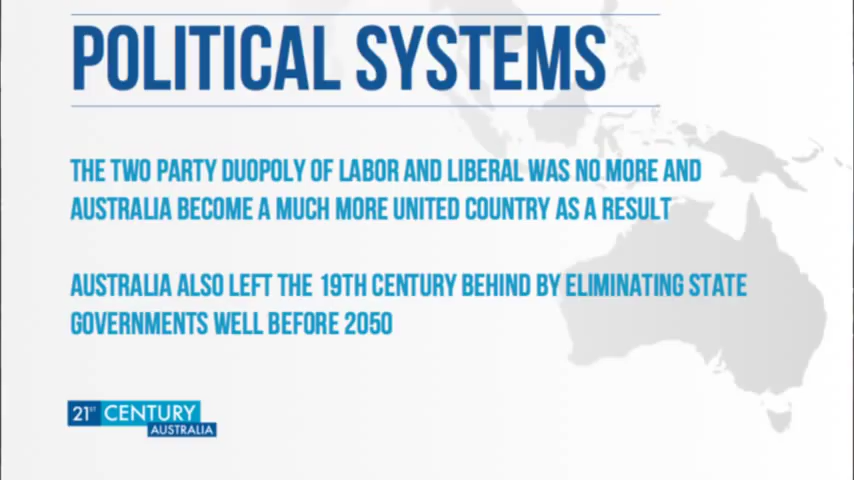 POLITICAL SYSTEMS
THE TWO PARTY DUOPOLY OF LABOR AND LIBERAL WAS NO MORE AND
AUSTRALIA BECOME A MUCH MORE UNITED COUNTRY AS A RESULT
AUSTRALIA ALSO LEFT THE 19TH CENTURY BEHIND BY ELIMINATING STATE
GOVERNMENTS WELL BEFORE 2050
21ST CENTURY
AUSTRALIA